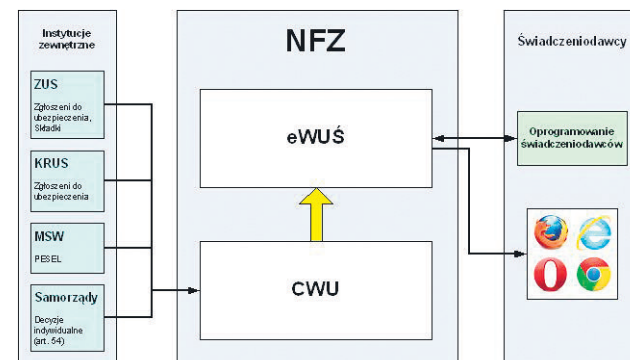 Instytucje
zewnętrzne
ZUS
Zgłoszeni do
ubezpieczenia,
Składki
KRUS
Zgłoszeni do
ubezpieczenia
MSW
PESEL
Samorządy
Decyzje
indywidualne
(art. 54)
NFZ
eWUŚ
CWU
Świadczeniodawcy
Oprogramowanie
świadczeniodawców